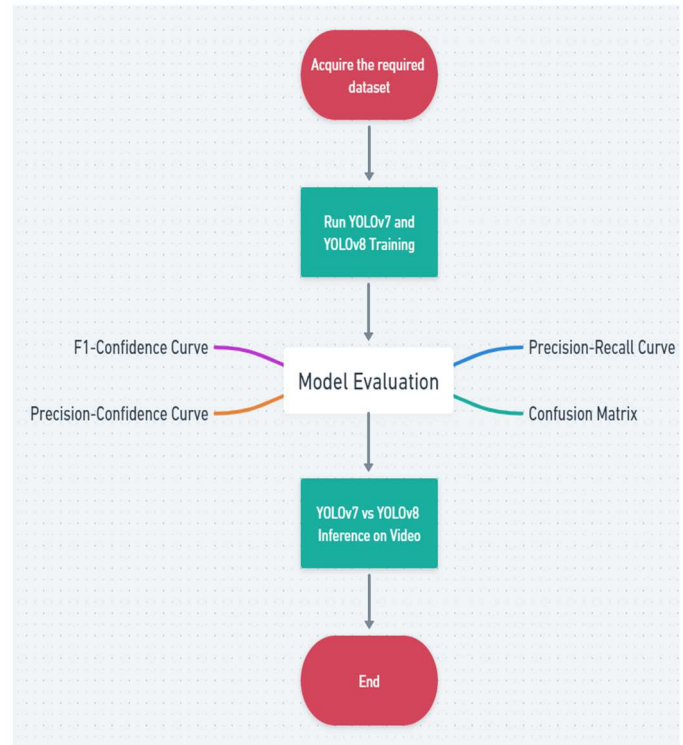 Acquire the required
dataset
Run YOLOv7 and
YOLOv8 Training
F1-Confidence Curve
Precision-Recall Curve
Model Evaluation
Precision-Confidence Curve
Confusion Matrix
YOLOv7 vs YOLOv8
Inference on Video
End